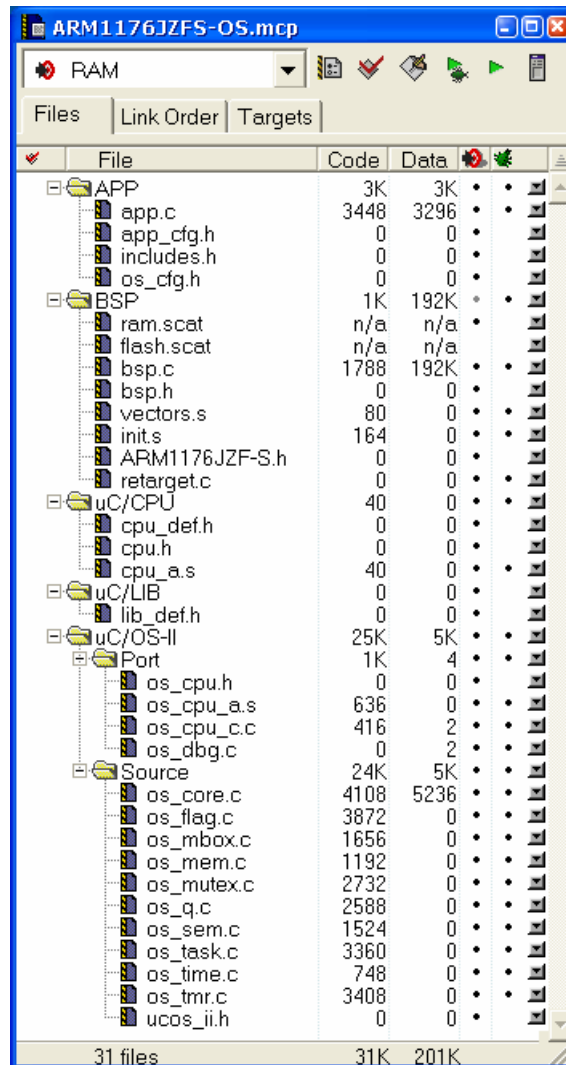 ARM1176JZFS-OS.mcp
RAM
Files Link Order Targets
File Code Data
APP 3K 3K
app.c 3448 3296
app_cfg.h 0 0
includes.h 0 0
os_cfg.h 0 0
BSP 1K 192K
ram.scat n/a n/a
flash.scat n/a n/a
bsp.c 1788 192K
bsp.h 0 0
vectors.s 80 0
init.s 164 0
ARM1176JZF-S.h 0 0
retarget.c 0 0
uC/CPU 40 0
cpu_def.h 0 0
cpu.h 0 0
cpu_a.s 40 0
uC/LIB 0 0
lib_def.h 0 0
uC/OS-II 25K 5K
Port 1K 4
os_cpu.h 0 0
os_cpu_a.s 636 0
os_cpu_c.c 416 2
os_dbg.c 0 2
Source 24K 5K
os_core.c 4108 5236
os_flag.c 3872 0
os_mbox.c 1656 0
os_mem.c 1192 0
os_mutex.c 2732 0
os_q.c 2588 0
os_sem.c 1524 0
os_task.c 3360 0
os_time.c 748 0
os_tmr.c 3408 0
ucos_ii.h 0 0
31 files 31K 201K